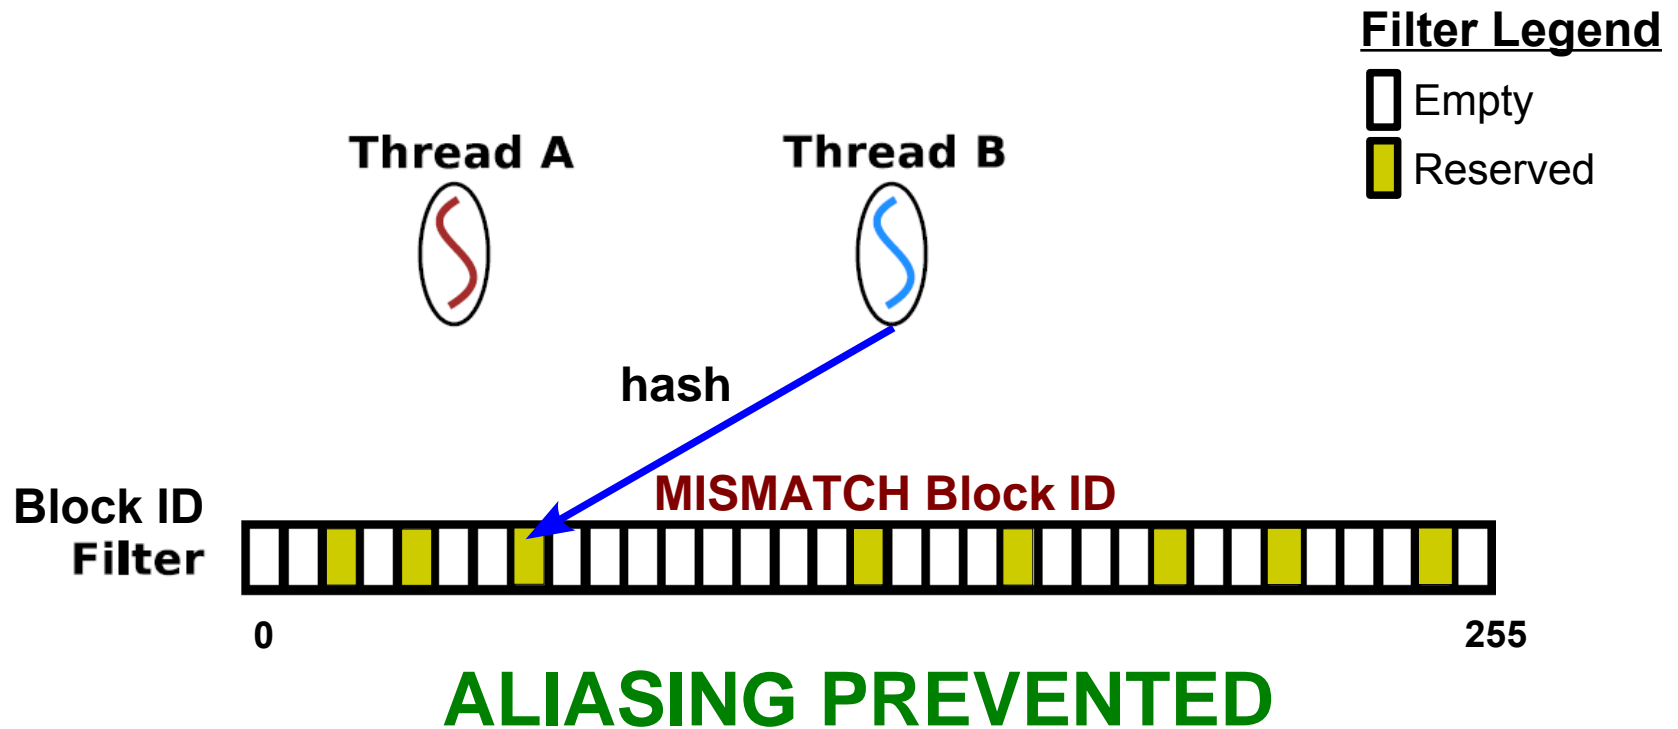 Filter Legend
Empty
Reserved
Thread A
Thread B
hash
MISMATCH Block ID
Block ID
Filter
0
255
ALIASING PREVENTED